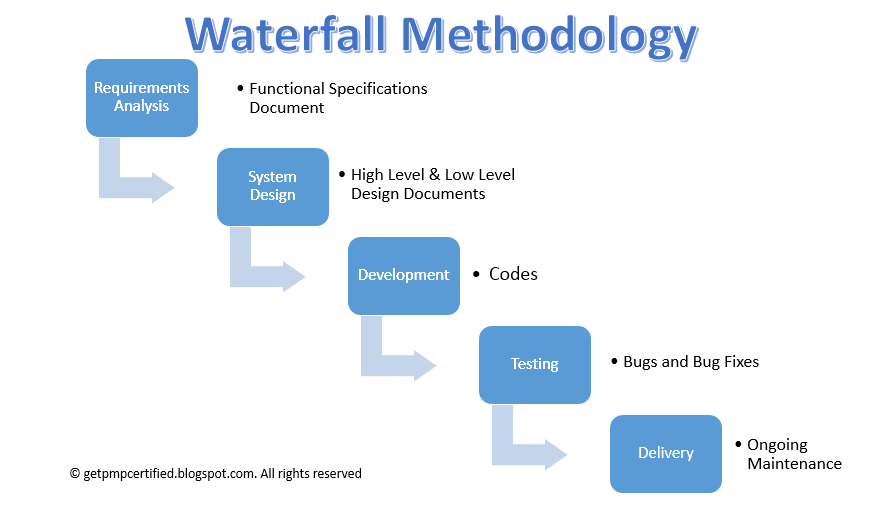 Waterfall Methodology
Requirements
Analysis
• Functional Specifications
Document
System
Design
• High Level & Low Level
Design Documents
Development
• Codes
Testing
• Bugs and Bug Fixes
Delivery
• Ongoing
Maintenance
© getpmpcertified.blogspot.com. All rights reserved